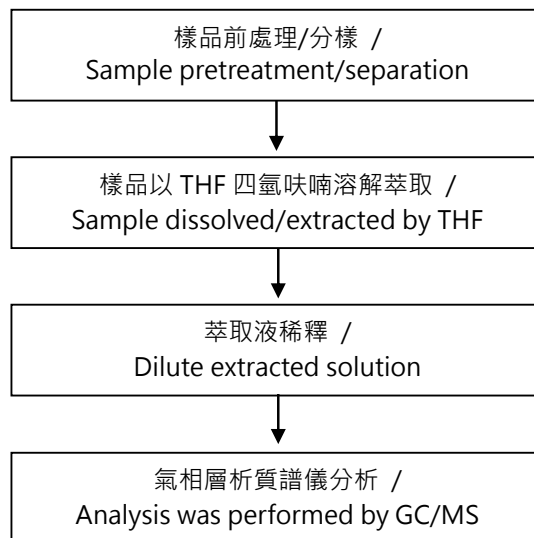 樣品前處理/分樣 /
Sample pretreatment/separation
樣品以 THF 四氫呋喃溶解萃取 /
Sample dissolved/extracted by THF
萃取液稀釋 /
Dilute extracted solution
氣相層析質譜儀分析 /
Analysis was performed by GC/MS